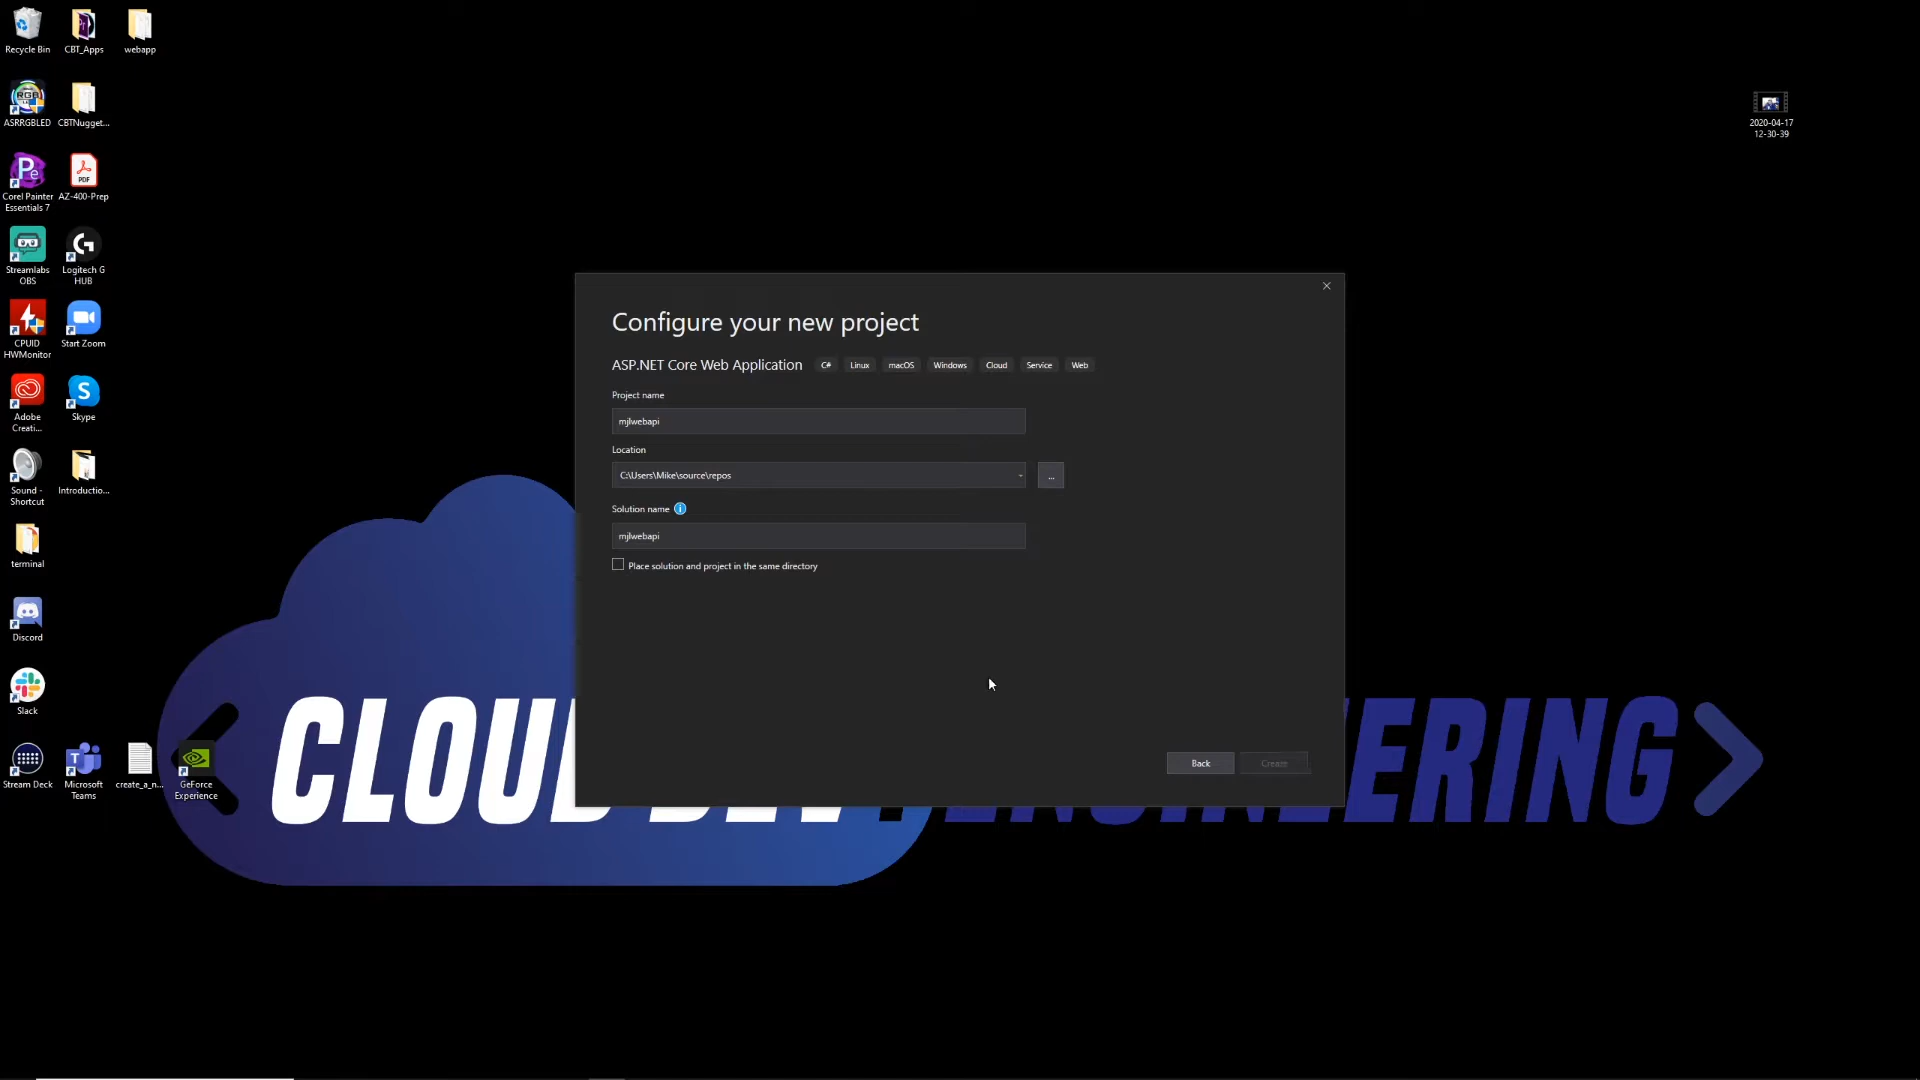 Recycle Bin
CBT_Apps
webapp
ASRRGBLED
CBTNugget...
Corel Painter
Essentials 7
AZ-400-Prep
Streamlabs
OBS
Logitech G
HUB
CPUID
HWMonitor
Start Zoom
Adobe
Creati...
Skype
Sound -
Shortcut
Introductio...
terminal
Discord
Slack
Stream Deck
Microsoft
Teams
create_a_n...
GeForce
Experience
2020-04-17
12-30-39
Configure your new project
ASP.NET Core Web Application
C#
Linux
macOS
Windows
Cloud
Service
Web
Project name
mjlwebapi
Location
C:\Users\Mike\source\repos
...
Solution name
mjlwebapi
Place solution and project in the same directory
Back
Create
CLOUD